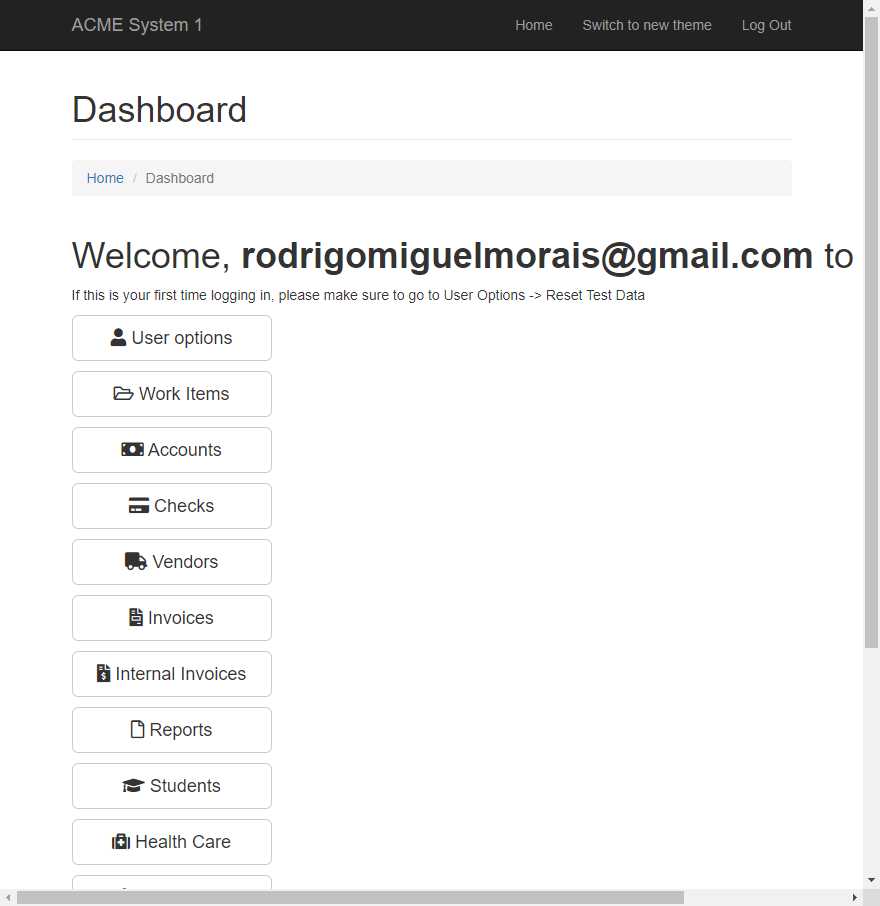 ACME System 1 Home Switch to new theme Log Out
Dashboard
Home / Dashboard
Welcome, rodrigomiguelmorais@gmail.com to
If this is your first time logging in, please make sure to go to User Options -> Reset Test Data
User options
Work Items
Accounts
Checks
Vendors
Invoices
Internal Invoices
Reports
Students
Health Care